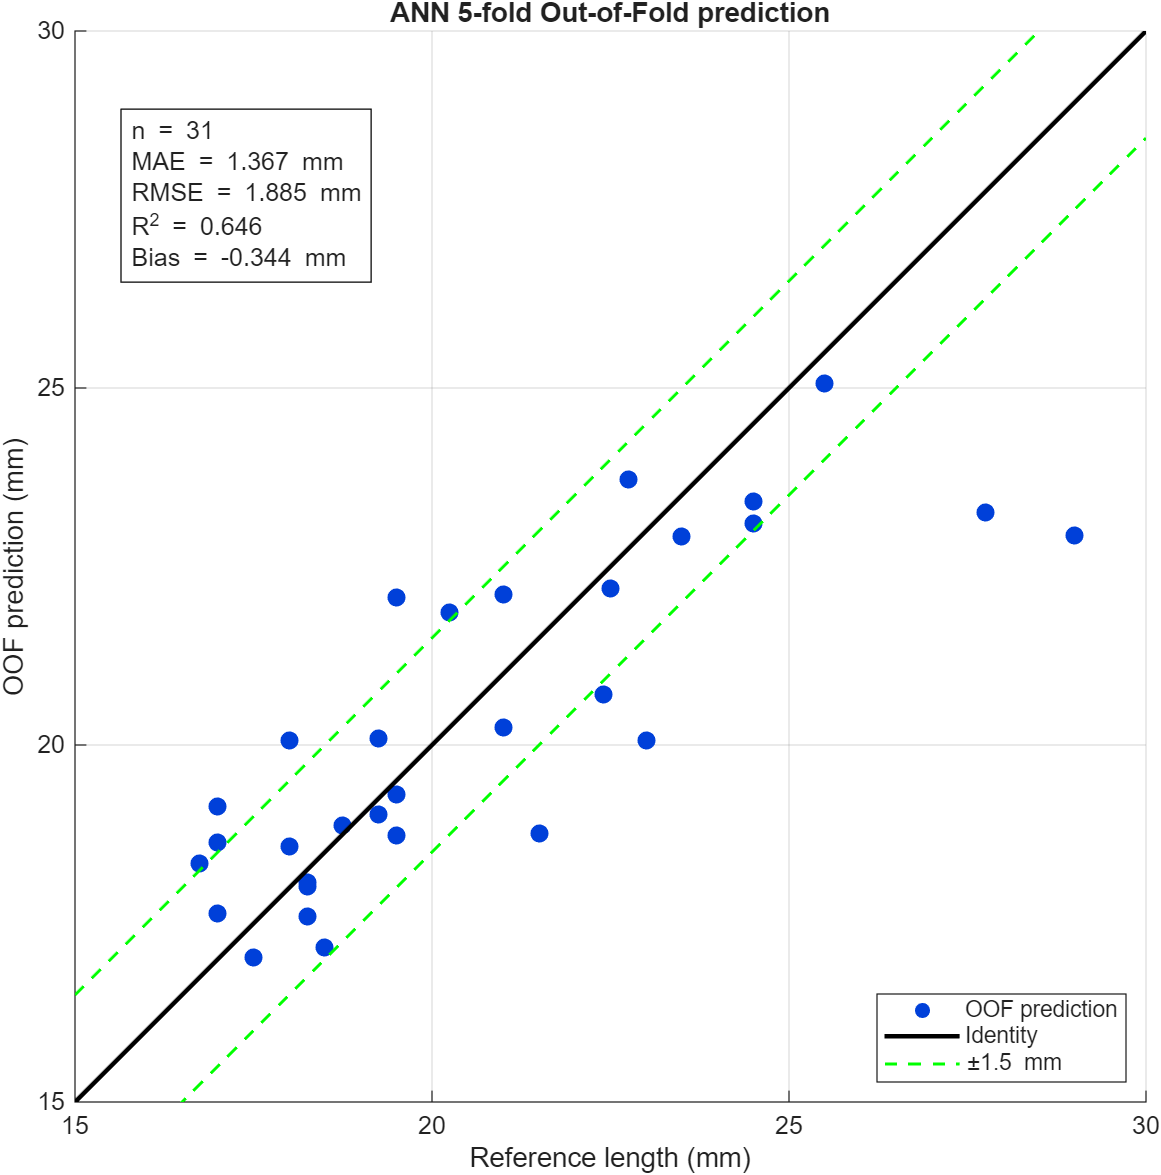 ANN 5-fold Out-of-Fold prediction
30
25
20
15
OOF prediction (mm)
n = 31
MAE = 1.367 mm
RMSE = 1.885 mm
R² = 0.646
Bias = -0.344 mm
OOF prediction
Identity
±1.5 mm
15
20
25
30
Reference length (mm)